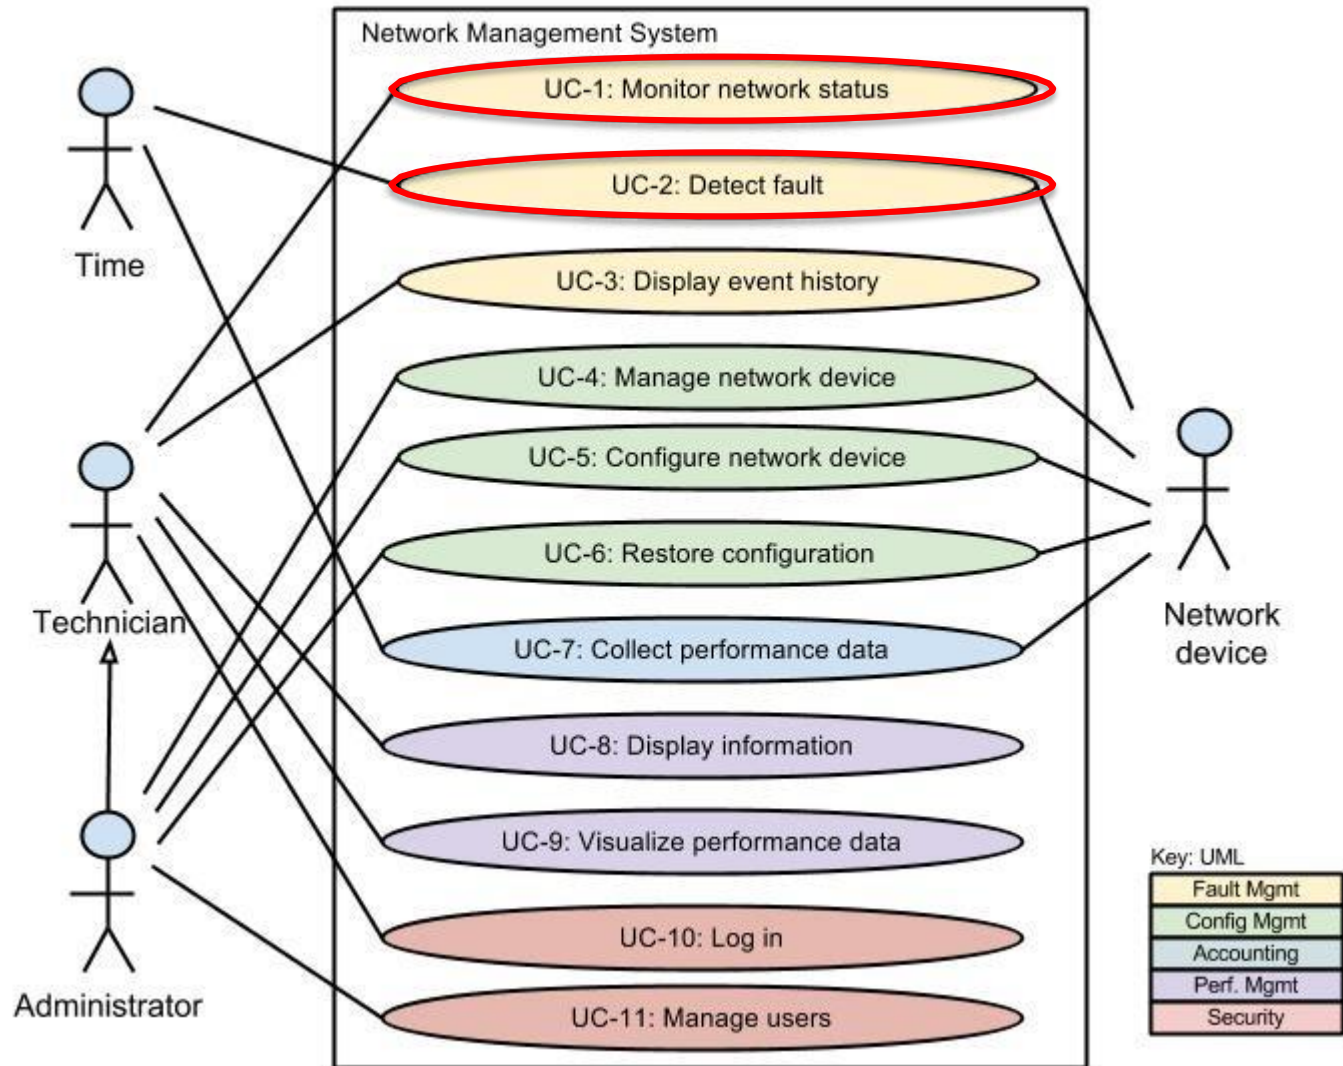 Network Management System
UC-1: Monitor network status
UC-2: Detect fault
Time
UC-3: Display event history
UC-4: Manage network device
UC-5: Configure network device
UC-6: Restore configuration
Technician
Network
device
UC-7: Collect performance data
UC-8: Display information
UC-9: Visualize performance data
UC-10: Log in
Administrator
UC-11: Manage users
Key: UML
Fault Mgmt
Config Mgmt
Accounting
Perf. Mgmt
Security